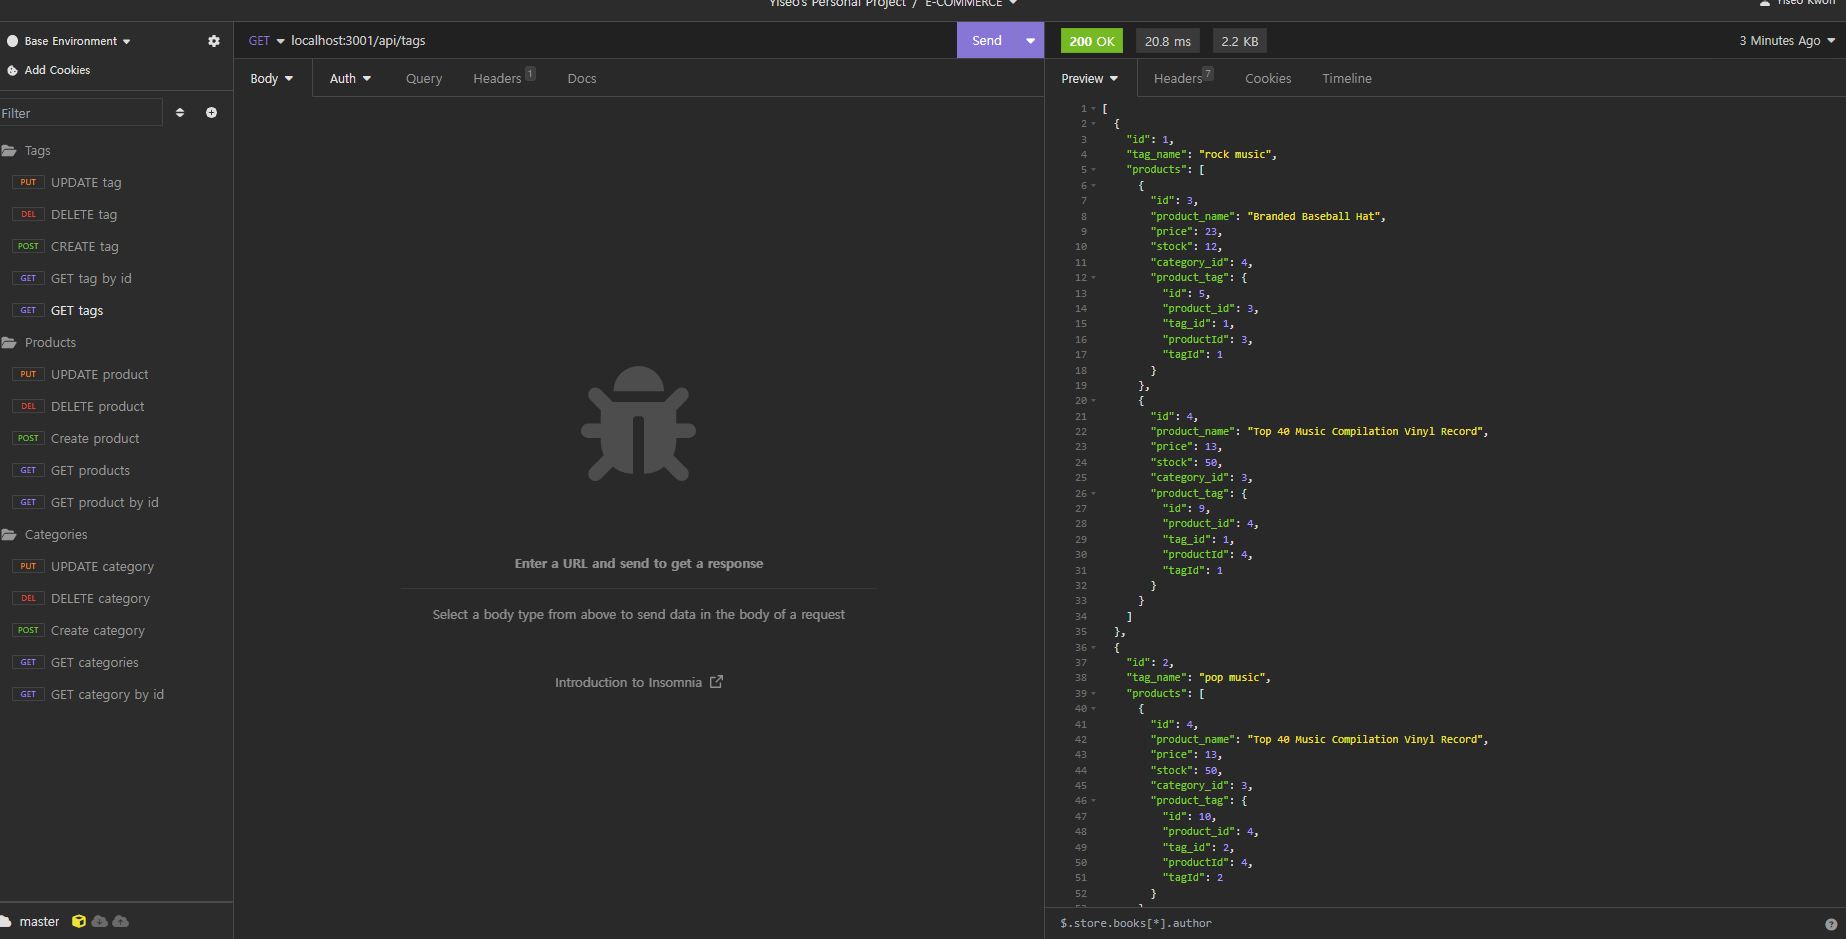 Yiseo's Personal Project / E-COMMERCE
Yiseo Kwon
Base Environment
Add Cookies
Filter
Tags
PUT UPDATE tag
DEL DELETE tag
POST CREATE tag
GET GET tag by id
GET GET tags
Products
PUT UPDATE product
DEL DELETE product
POST Create product
GET GET products
GET GET product by id
Categories
PUT UPDATE category
DEL DELETE category
POST Create category
GET GET categories
GET GET category by id
master
GET localhost:3001/api/tags
Send
Body Auth Query Headers 1 Docs
Enter a URL and send to get a response
Select a body type from above to send data in the body of a request
Introduction to Insomnia
200 OK 20.8 ms 2.2 KB 3 Minutes Ago
Preview Headers 7 Cookies Timeline
1 [
2 {
3 "id": 1,
4 "tag_name": "rock music",
5 "products": [
6 {
7 "id": 3,
8 "product_name": "Branded Baseball Hat",
9 "price": 23,
10 "stock": 12,
11 "category_id": 4,
12 "product_tag": {
13 "id": 5,
14 "product_id": 3,
15 "tag_id": 1,
16 "productId": 3,
17 "tagId": 1
18 }
19 },
20 {
21 "id": 4,
22 "product_name": "Top 40 Music Compilation Vinyl Record",
23 "price": 13,
24 "stock": 50,
25 "category_id": 3,
26 "product_tag": {
27 "id": 9,
28 "product_id": 4,
29 "tag_id": 1,
30 "productId": 4,
31 "tagId": 1
32 }
33 }
34 ]
35 },
36 {
37 "id": 2,
38 "tag_name": "pop music",
39 "products": [
40 {
41 "id": 4,
42 "product_name": "Top 40 Music Compilation Vinyl Record",
43 "price": 13,
44 "stock": 50,
45 "category_id": 3,
46 "product_tag": {
47 "id": 10,
48 "product_id": 4,
49 "tag_id": 2,
50 "productId": 4,
51 "tagId": 2
52 }
$.store.books[*].author